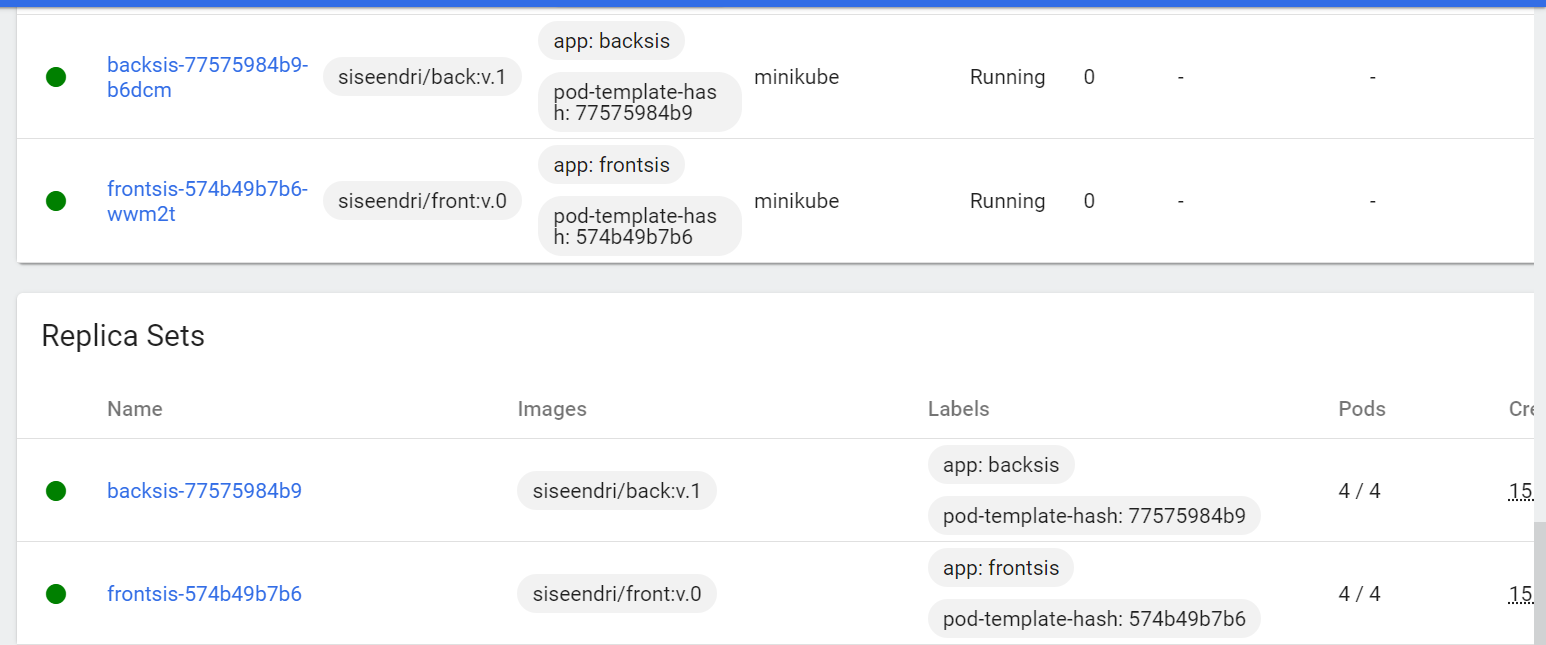 backsis-77575984b9-
b6dcm
siseendri/back:v.1
app: backsis
pod-template-has
h: 77575984b9
minikube
Running
0
-
-
frontsis-574b49b7b6-
wwm2t
siseendri/front:v.0
app: frontsis
pod-template-has
h: 574b49b7b6
minikube
Running
0
-
-
Replica Sets
Name
Images
Labels
Pods
Cre
backsis-77575984b9
siseendri/back:v.1
app: backsis
pod-template-hash: 77575984b9
4 / 4
15
frontsis-574b49b7b6
siseendri/front:v.0
app: frontsis
pod-template-hash: 574b49b7b6
4 / 4
15